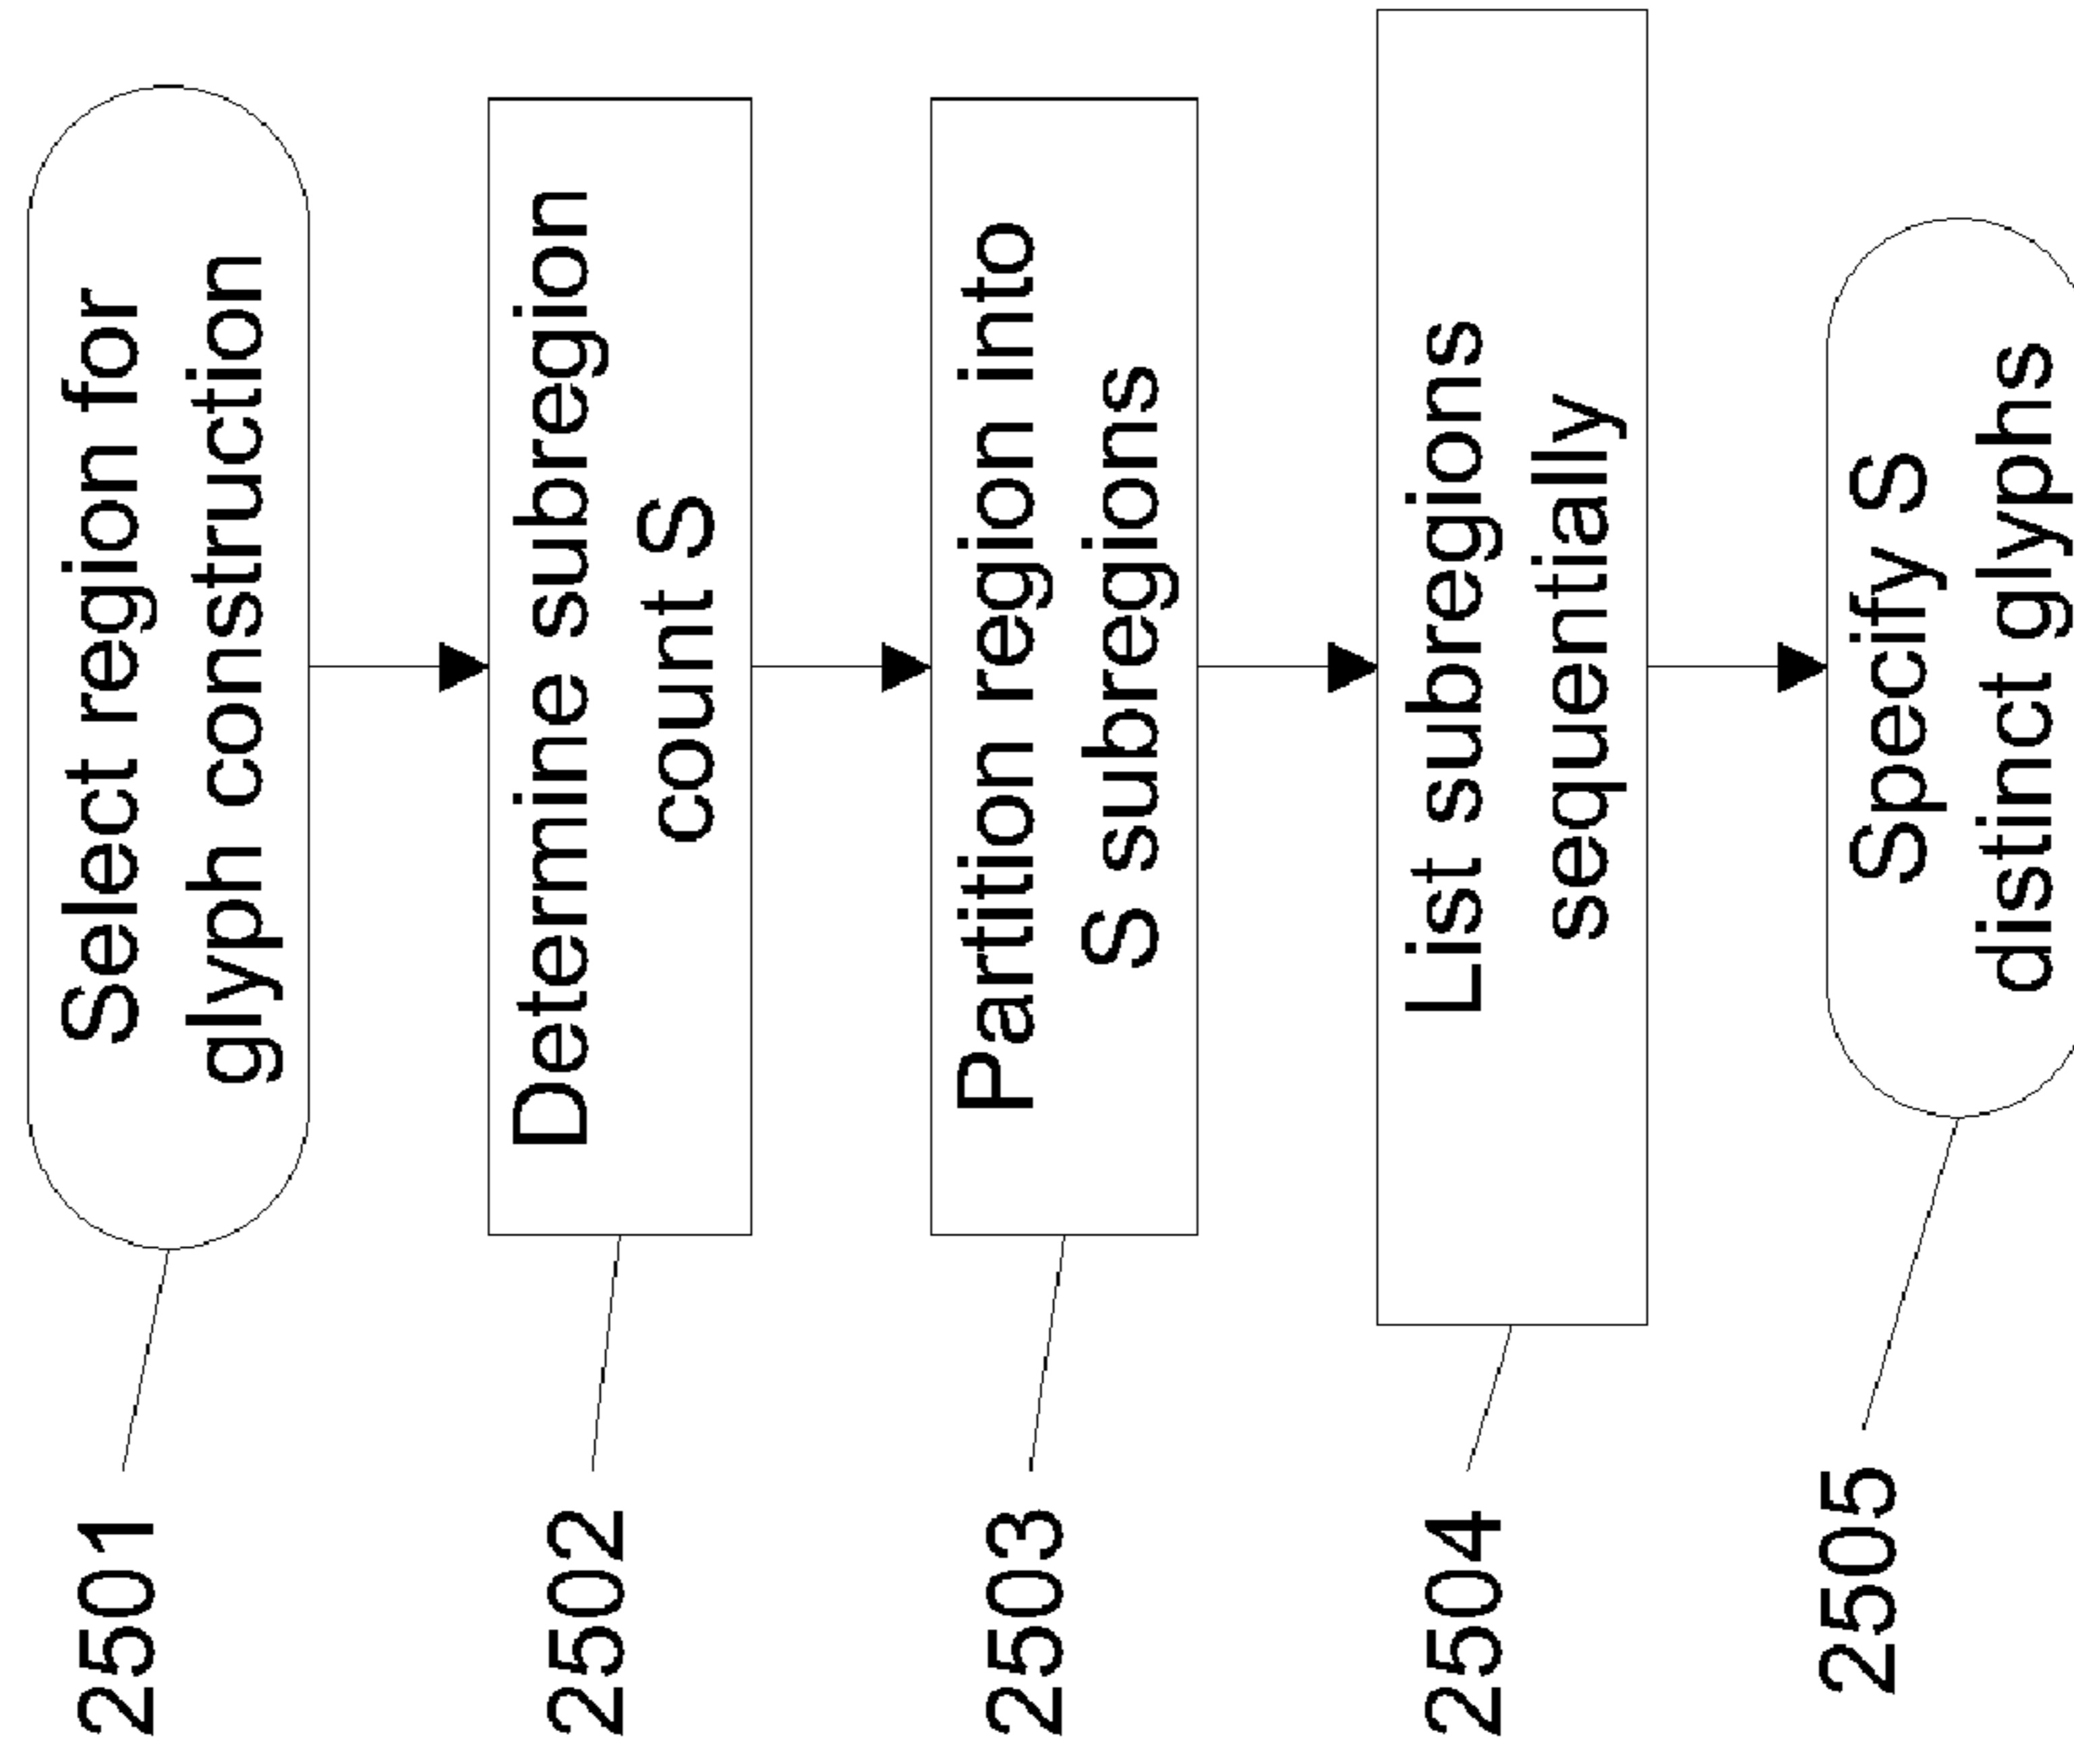 2501
Select region for
glyph construction
2502
Determine subregion
count S
2503
Partition region into
S subregions
2504
List subregions
sequentially
2505
Specify S
distinct glyphs